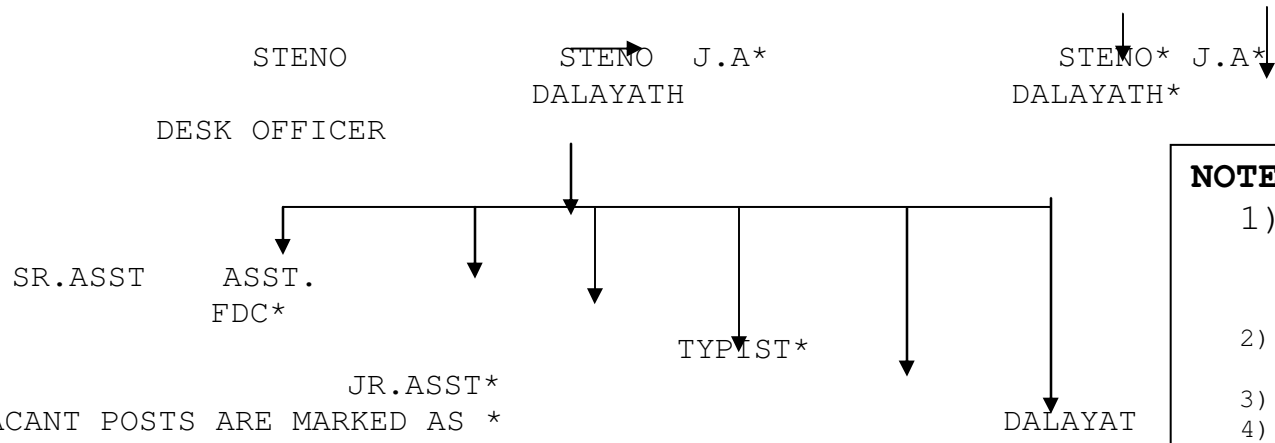 STENO STENO J.A* STENO* J.A*
DALAYATH DALAYATH*
DESK OFFICER
NOTE
1)
SR.ASST ASST.
FDC*
2)
TYPIST*
JR.ASST*
3)
ACANT POSTS ARE MARKED AS * DALAYAT
4)